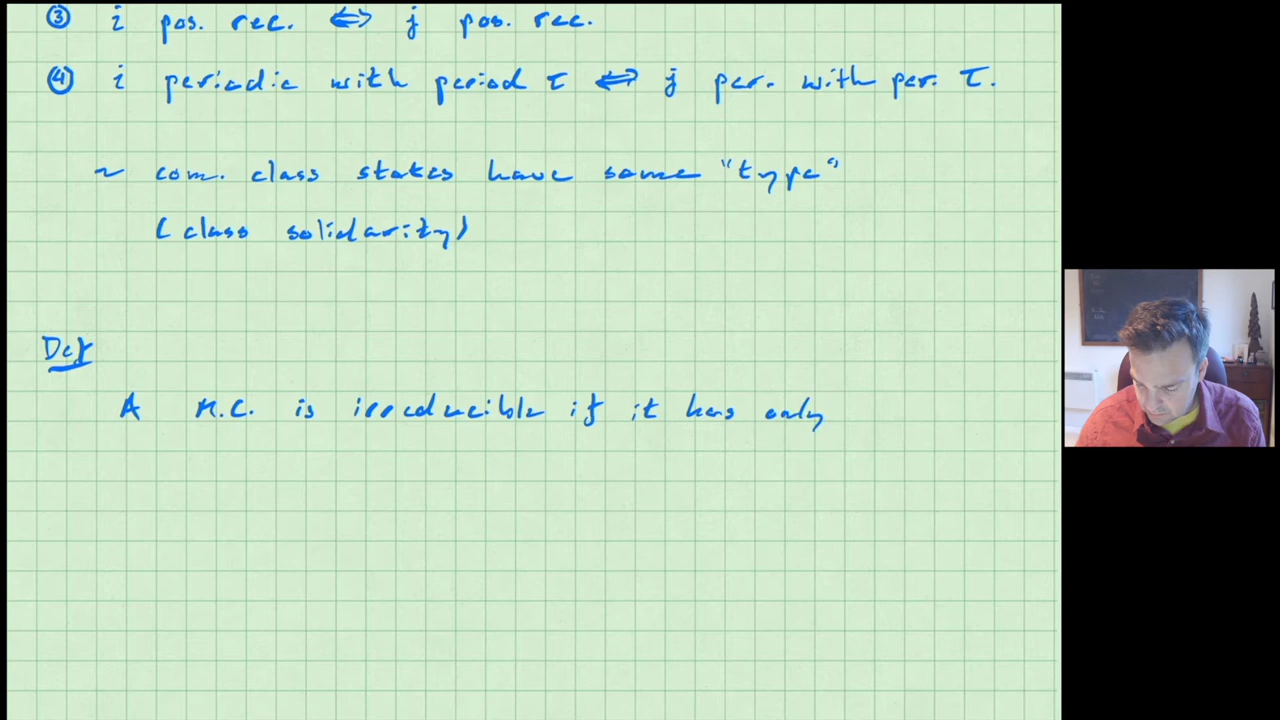 ③ i pos. rec. ⟺ j pos. rec.
④ i periodic with period τ ⟺ j per. with per. τ.
~ com. class states have same "type"
(class solidarity)
Def
A M.C. is irreducible if it has only